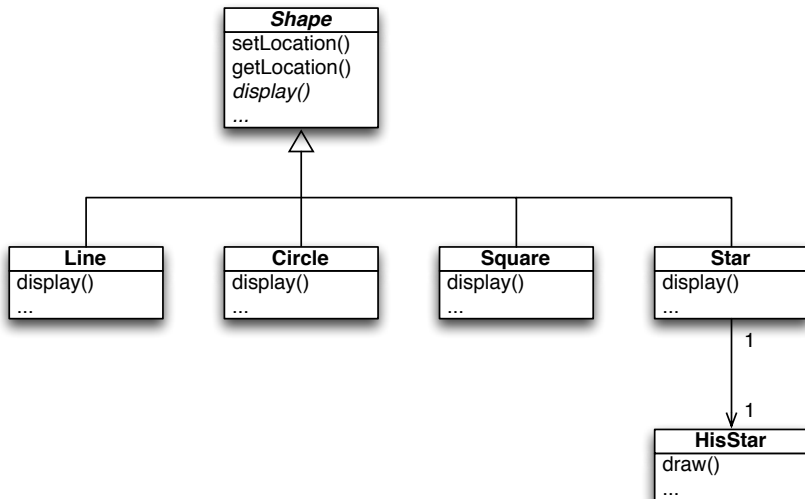 Shape
setLocation()
getLocation()
display()
...
Line
display()
...
Circle
display()
...
Square
display()
...
Star
display()
...
1
1
HisStar
draw()
...